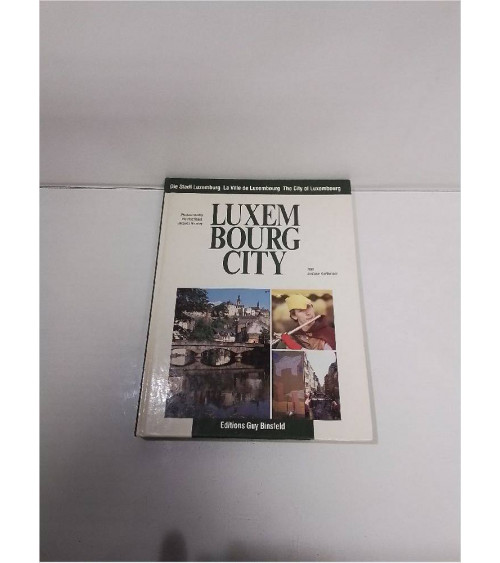 Die Stadt Luxemburg La Ville de Luxembourg The City of Luxembourg
LUXEM
BOURG
CITY
Editions Guy Binsfeld